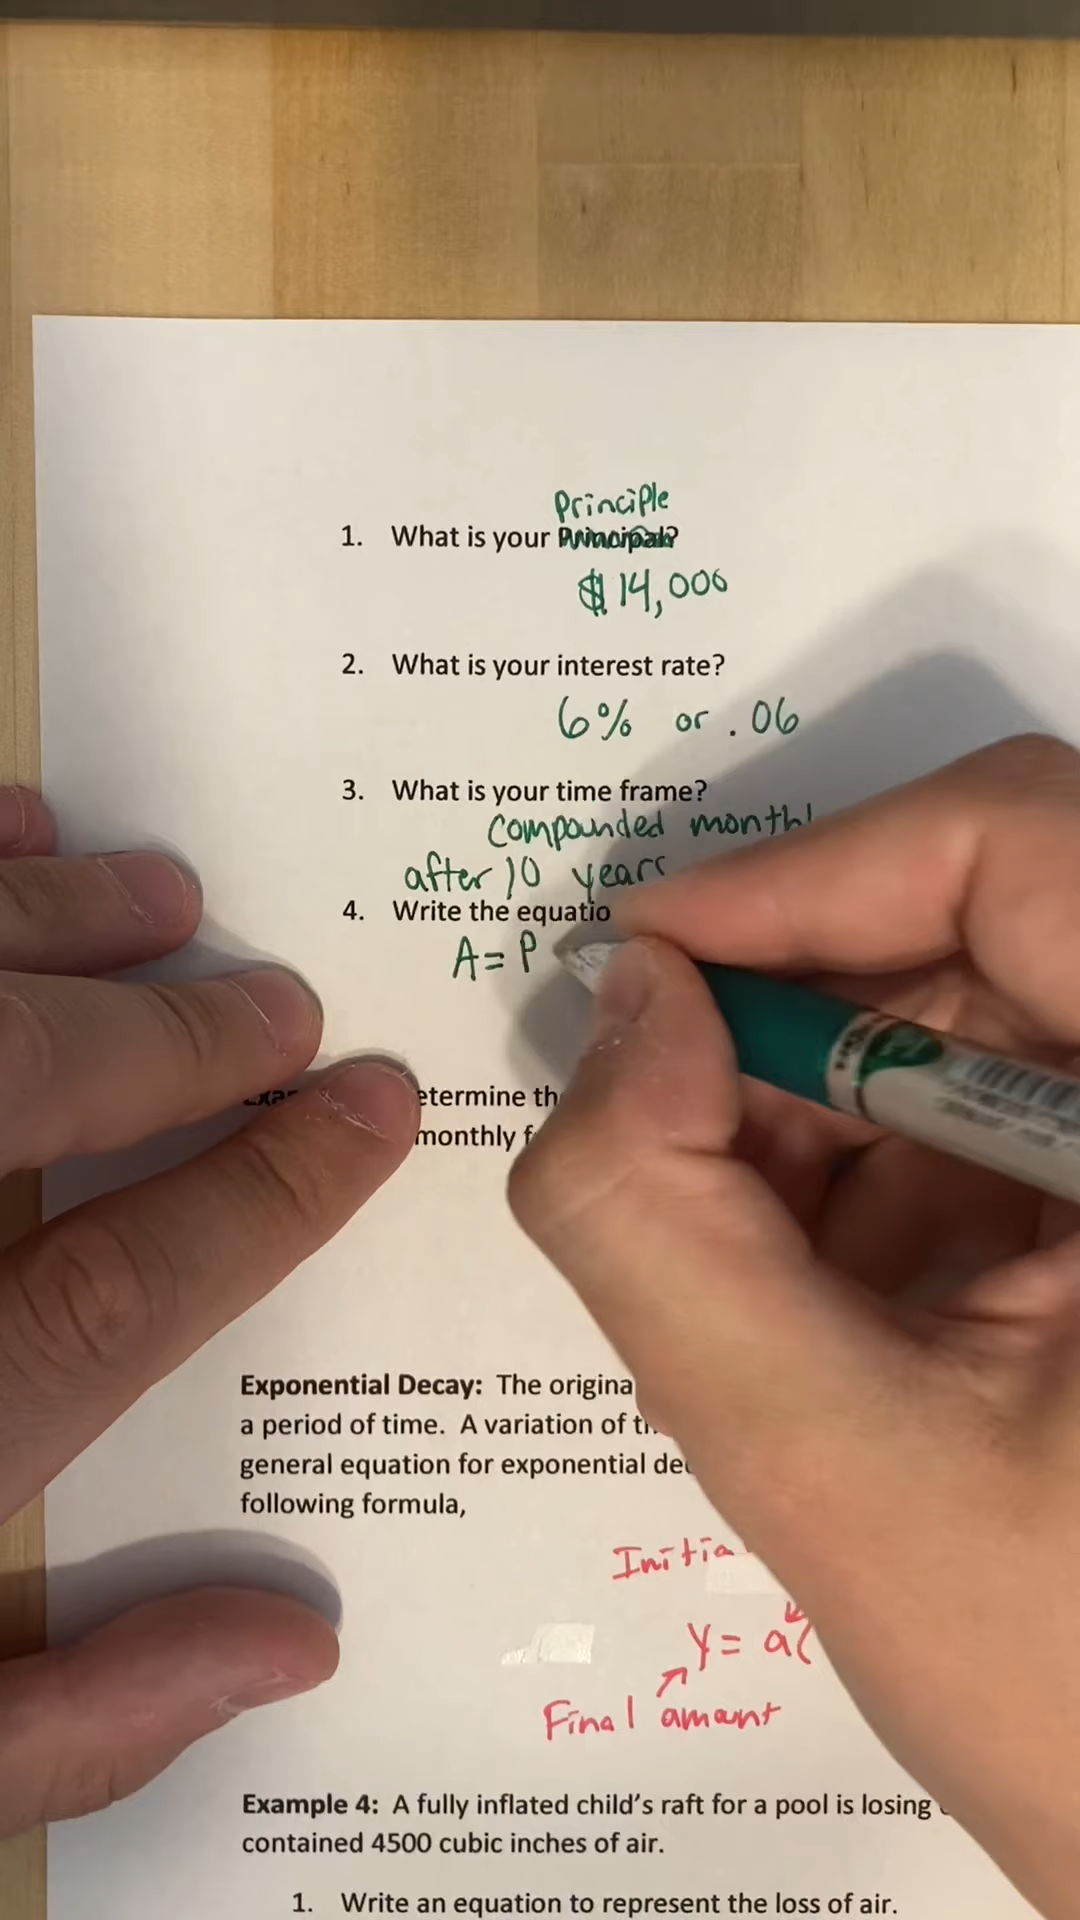 Principle
1. What is your Principal?
$14,000
2. What is your interest rate?
6% or .06
3. What is your time frame?
Compounded monthl
after 10 years
4. Write the equatio
A = P
etermine th
monthly f
Exponential Decay: The origina
a period of time. A variation of t
general equation for exponential de
following formula,
Initia
y = a(
Final amount
Example 4: A fully inflated child's raft for a pool is losing
contained 4500 cubic inches of air.
1. Write an equation to represent the loss of air.